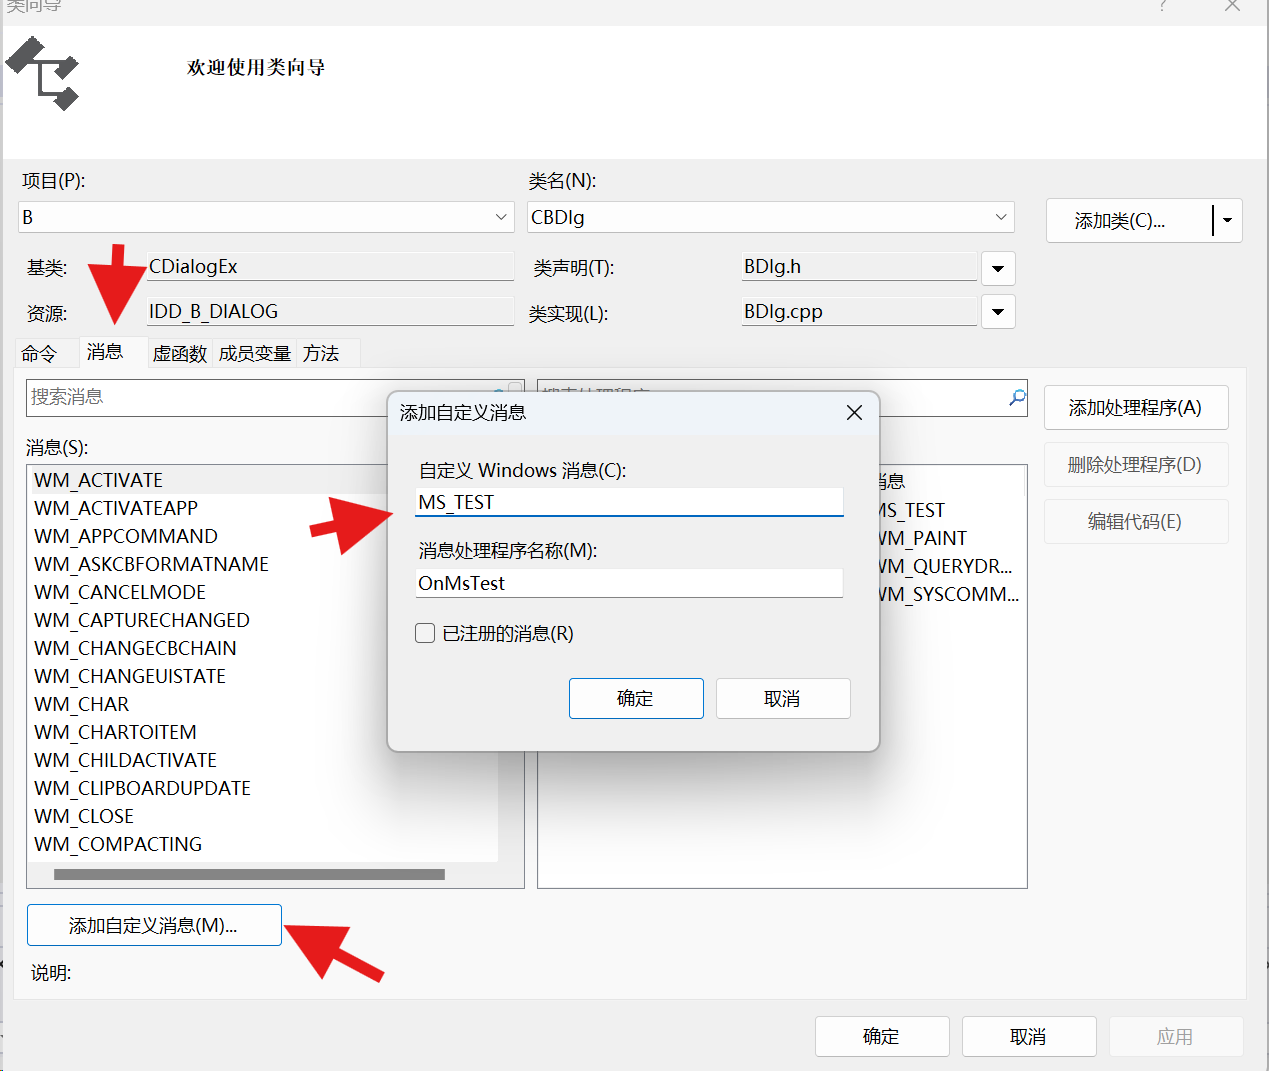 类向导
欢迎使用类向导
项目(P):
类名(N):
B
CBDlg
添加类(C)...
基类:
CDialogEx
类声明(T):
BDlg.h
资源:
IDD_B_DIALOG
类实现(L):
BDlg.cpp
命令
消息
虚函数
成员变量
方法
搜索消息
添加处理程序(A)
删除处理程序(D)
编辑代码(E)
消息(S):
WM_ACTIVATE
WM_ACTIVATEAPP
WM_APPCOMMAND
WM_ASKCBFORMATNAME
WM_CANCELMODE
WM_CAPTURECHANGED
WM_CHANGECBCHAIN
WM_CHANGEUISTATE
WM_CHAR
WM_CHARTOITEM
WM_CHILDACTIVATE
WM_CLIPBOARDUPDATE
WM_CLOSE
WM_COMPACTING
添加自定义消息
自定义 Windows 消息(C):
MS_TEST
消息处理程序名称(M):
OnMsTest
已注册的消息(R)
确定
取消
消息
MS_TEST
WM_PAINT
WM_QUERYDR...
WM_SYSCOMM...
添加自定义消息(M)...
说明:
确定
取消
应用